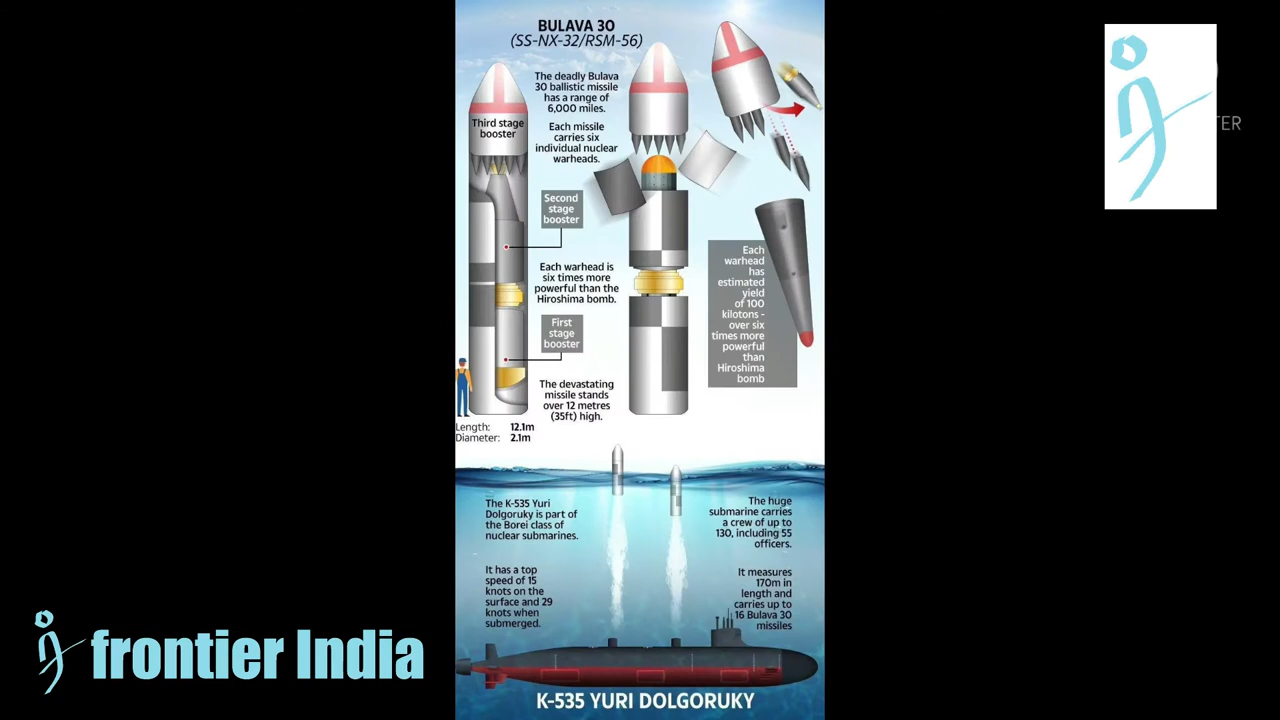 BULAVA 30
(SS-NX-32/RSM-56)
The deadly Bulava
30 ballistic missile
has a range of
6,000 miles.
Each missile
carries six
individual nuclear
warheads.
Third stage
booster
Second
stage
booster
Each warhead is
six times more
powerful than the
Hiroshima bomb.
First
stage
booster
The devastating
missile stands
over 12 metres
(35ft) high.
Length: 12.1m
Diameter: 2.1m
Each
warhead
has
estimated
yield
of 100
kilotons -
over six
times more
powerful
than
Hiroshima
bomb
The K-535 Yuri
Dolgoruky is part of
the Borei class of
nuclear submarines.
It has a top
speed of 15
knots on the
surface and 29
knots when
submerged.
The huge
submarine carries
a crew of up to
130, including 55
officers.
It measures
170m in
length and
carries up to
16 Bulava 30
missiles
K-535 YURI DOLGORUKY
frontier India
TER